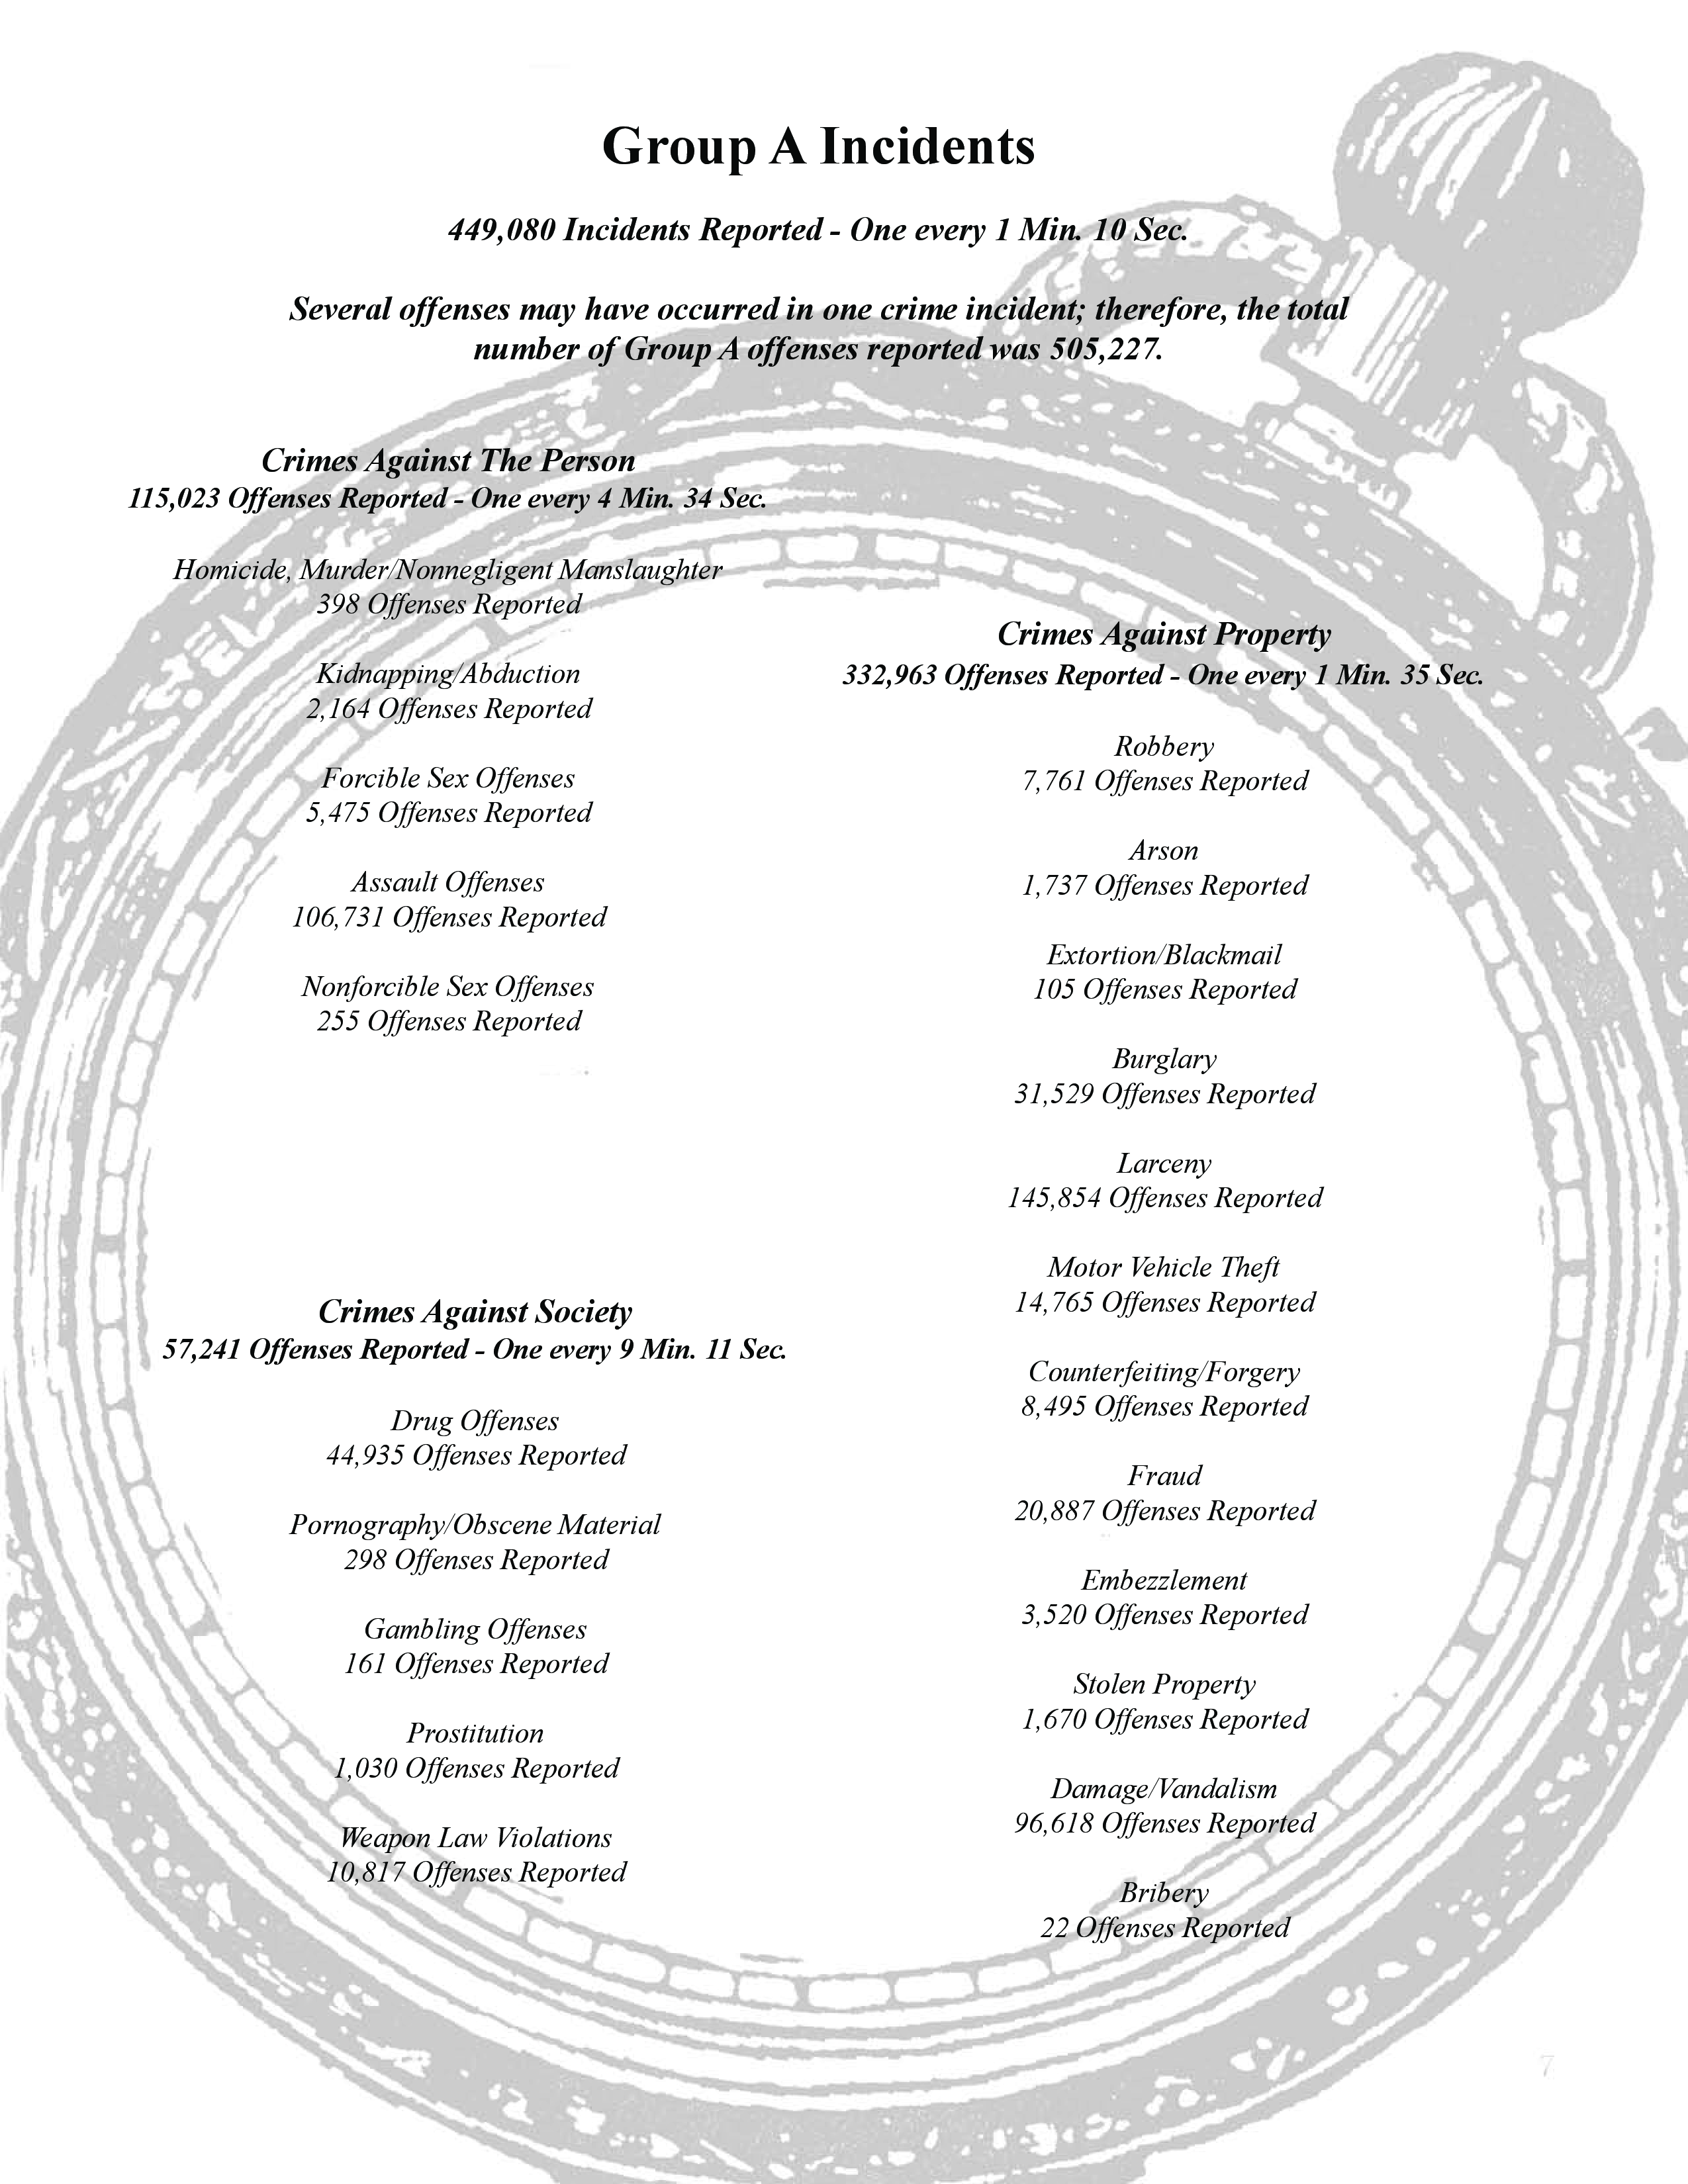 Group A Incidents
449,080 Incidents Reported - One every 1 Min. 10 Sec.
Several offenses may have occurred in one crime incident; therefore, the total
number of Group A offenses reported was 505,227.
Crimes Against The Person
115,023 Offenses Reported - One every 4 Min. 34 Sec.
Homicide, Murder/Nonnegligent Manslaughter
398 Offenses Reported
Kidnapping/Abduction
2,164 Offenses Reported
Forcible Sex Offenses
5,475 Offenses Reported
Assault Offenses
106,731 Offenses Reported
Nonforcible Sex Offenses
255 Offenses Reported
Crimes Against Society
57,241 Offenses Reported - One every 9 Min. 11 Sec.
Drug Offenses
44,935 Offenses Reported
Pornography/Obscene Material
298 Offenses Reported
Gambling Offenses
161 Offenses Reported
Prostitution
1,030 Offenses Reported
Weapon Law Violations
10,817 Offenses Reported
Crimes Against Property
332,963 Offenses Reported - One every 1 Min. 35 Sec.
Robbery
7,761 Offenses Reported
Arson
1,737 Offenses Reported
Extortion/Blackmail
105 Offenses Reported
Burglary
31,529 Offenses Reported
Larceny
145,854 Offenses Reported
Motor Vehicle Theft
14,765 Offenses Reported
Counterfeiting/Forgery
8,495 Offenses Reported
Fraud
20,887 Offenses Reported
Embezzlement
3,520 Offenses Reported
Stolen Property
1,670 Offenses Reported
Damage/Vandalism
96,618 Offenses Reported
Bribery
22 Offenses Reported
7